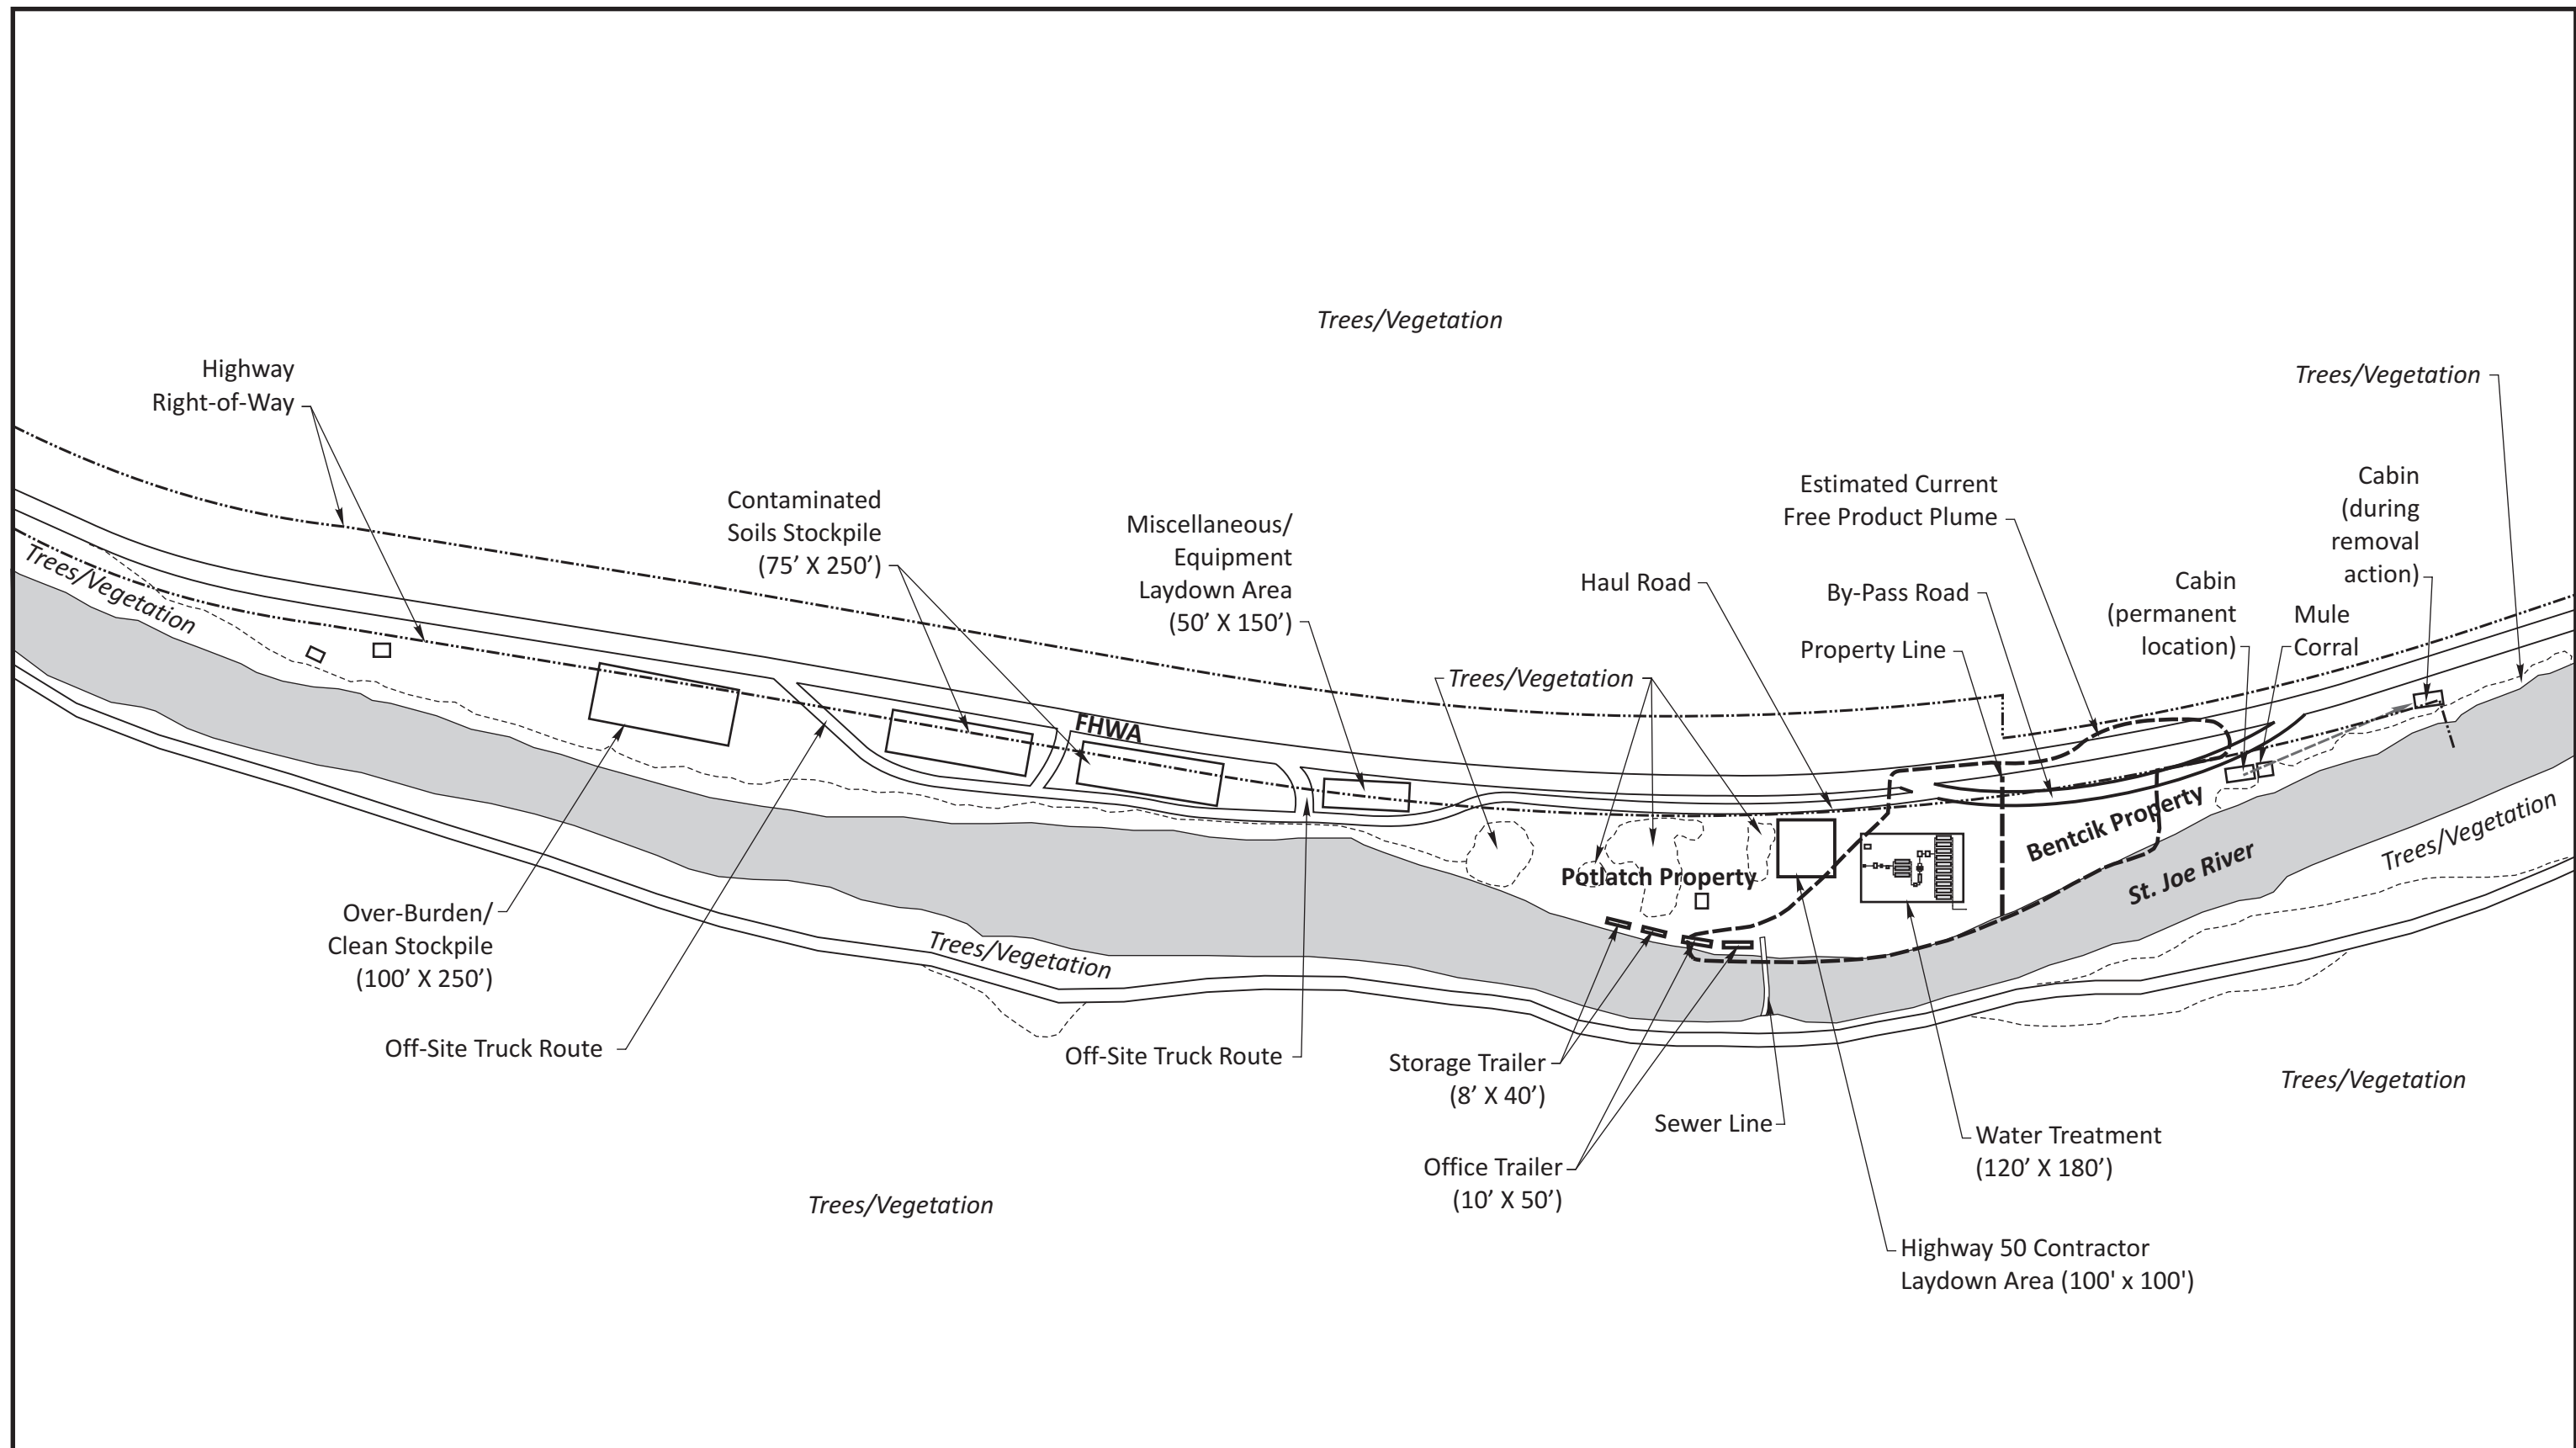 Trees/Vegetation
Highway
Right-of-Way
Trees/Vegetation
Contaminated
Soils Stockpile
(75’ X 250’)
Miscellaneous/
Equipment
Laydown Area
(50’ X 150’)
Estimated Current
Free Product Plume
Cabin
(during
removal
action)
Haul Road
By-Pass Road
Cabin
(permanent
location)
Mule
Corral
Property Line
Trees/Vegetation
Trees/Vegetation
FHWA
Potlatch Property
Bentcik Property
St. Joe River
Trees/Vegetation
Over-Burden/
Clean Stockpile
(100’ X 250’)
Trees/Vegetation
Off-Site Truck Route
Off-Site Truck Route
Storage Trailer
(8’ X 40’)
Trees/Vegetation
Sewer Line
Water Treatment
(120’ X 180’)
Office Trailer
(10’ X 50’)
Trees/Vegetation
Highway 50 Contractor
Laydown Area (100' x 100')